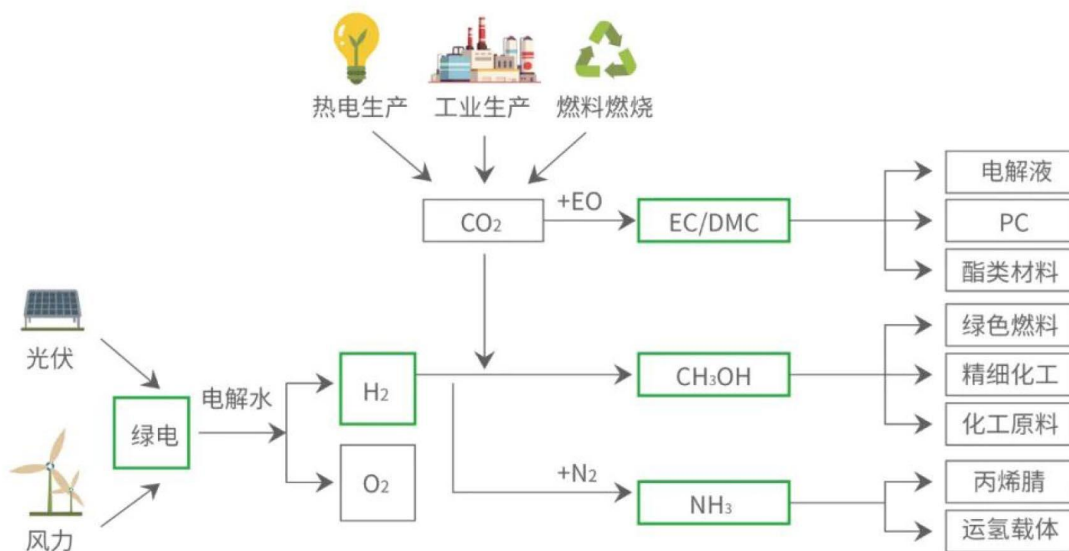 热电生产
工业生产
燃料燃烧
CO₂
+EO
EC/DMC
电解液
PC
酯类材料
光伏
绿电
风力
电解水
H₂
O₂
CH₃OH
绿色燃料
精细化工
化工原料
+N₂
NH₃
丙烯腈
运氢载体